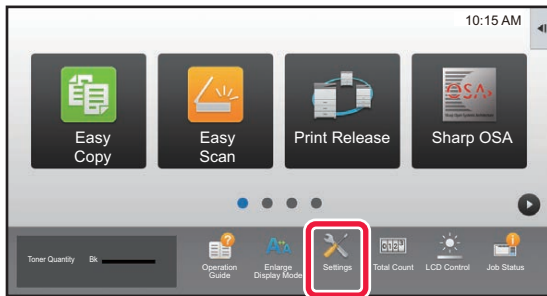 10:15 AM
Easy
Copy
Easy
Scan
Print Release
OSA
Sharp OSA
Toner Quantity Bk
Operation
Guide
Enlarge
Display Mode
Settings
Total Count
LCD Control
Job Status